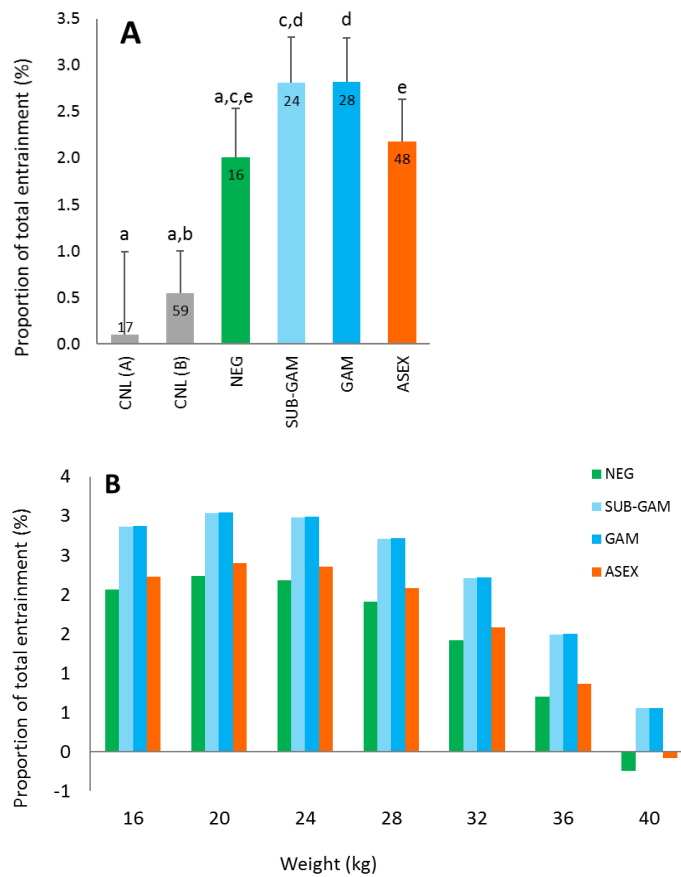 A
Proportion of total entrainment (%)
3.5
3.0
2.5
2.0
1.5
1.0
0.5
0.0
a
a,b
a,c,e
c,d
d
e
17
59
16
24
28
48
CNL (A)
CNL (B)
NEG
SUB-GAM
GAM
ASEX
B
Proportion of total entrainment (%)
4
3
3
2
2
1
1
0
-1
NEG
SUB-GAM
GAM
ASEX
16 20 24 28 32 36 40
Weight (kg)